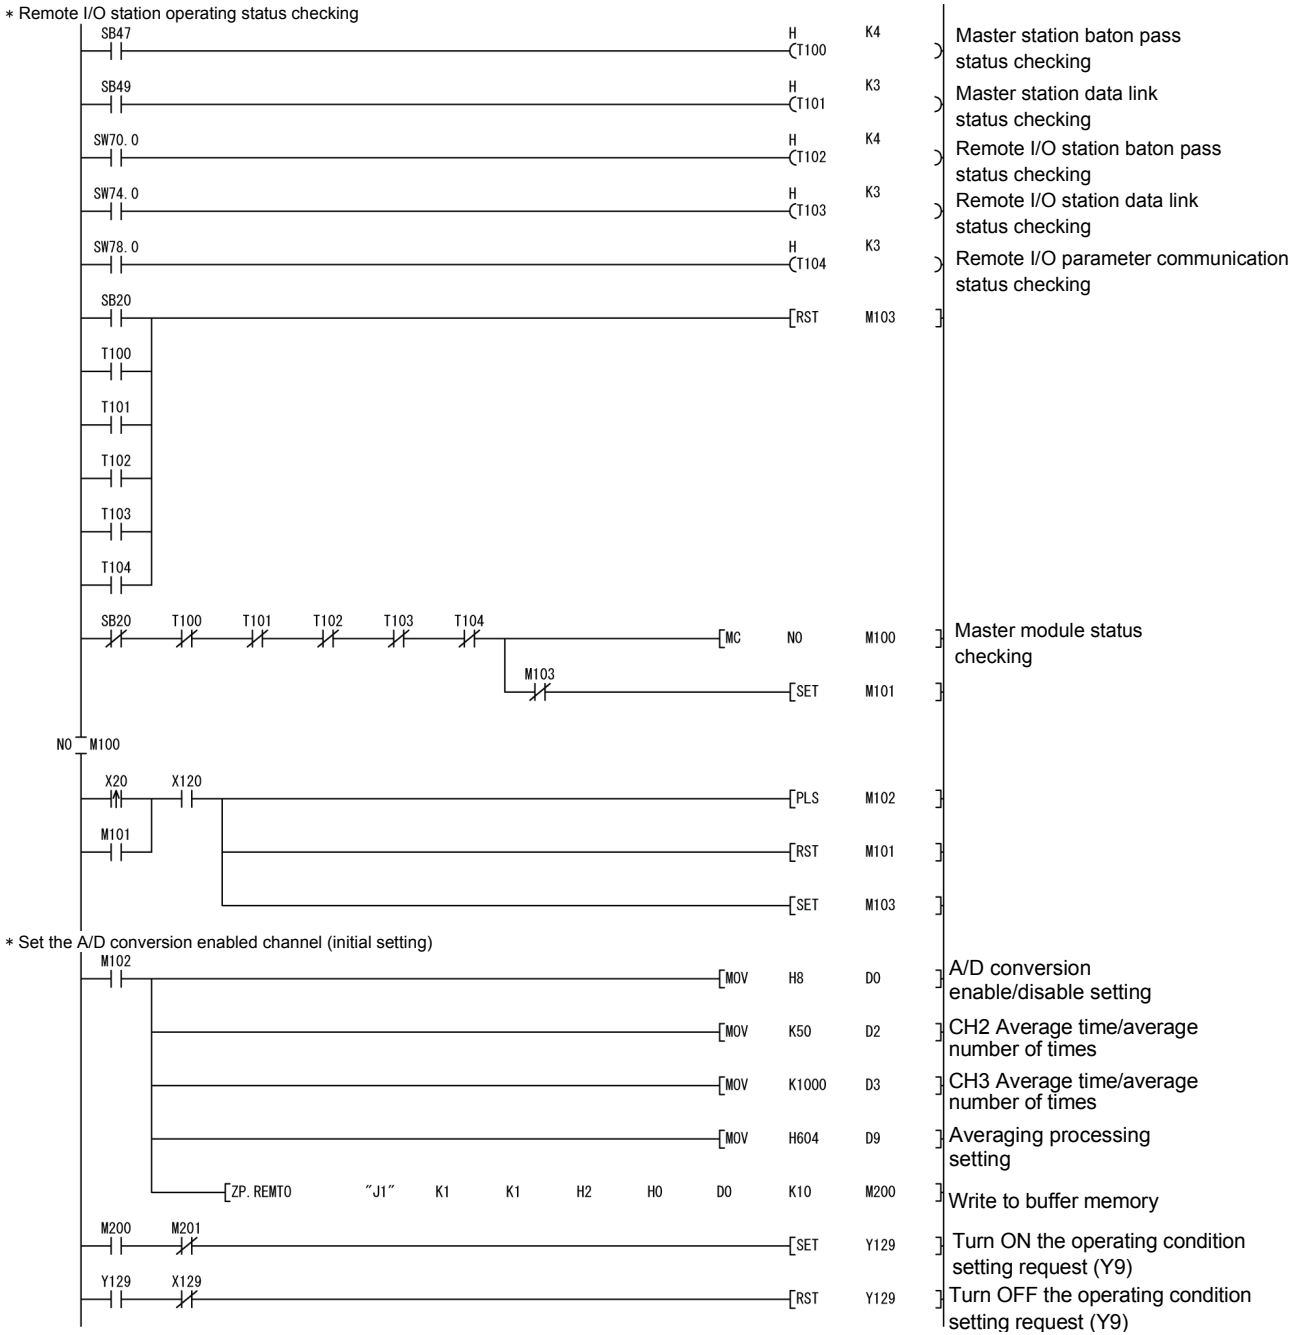 * Remote I/O station operating status checking
SB47 H K4
T100
Master station baton pass
status checking
SB49 H K3
T101
Master station data link
status checking
SW70.0 H K4
T102
Remote I/O station baton pass
status checking
SW74.0 H K3
T103
Remote I/O station data link
status checking
SW78.0 H K3
T104
Remote I/O parameter communication
status checking
SB20
RST M103
T100
T101
T102
T103
T104
SB20 T100 T101 T102 T103 T104
MC N0 M100
Master module status
checking
M103
SET M101
N0 M100
X20 X120
PLS M102
M101
RST M101
SET M103
* Set the A/D conversion enabled channel (initial setting)
M102
MOV H8 D0
A/D conversion
enable/disable setting
MOV K50 D2
CH2 Average time/average
number of times
MOV K1000 D3
CH3 Average time/average
number of times
MOV H604 D9
Averaging processing
setting
ZP.REMTO "J1" K1 K1 H2 H0 D0 K10 M200
Write to buffer memory
M200 M201
SET Y129
Turn ON the operating condition
setting request (Y9)
Y129 X129
RST Y129
Turn OFF the operating condition
setting request (Y9)